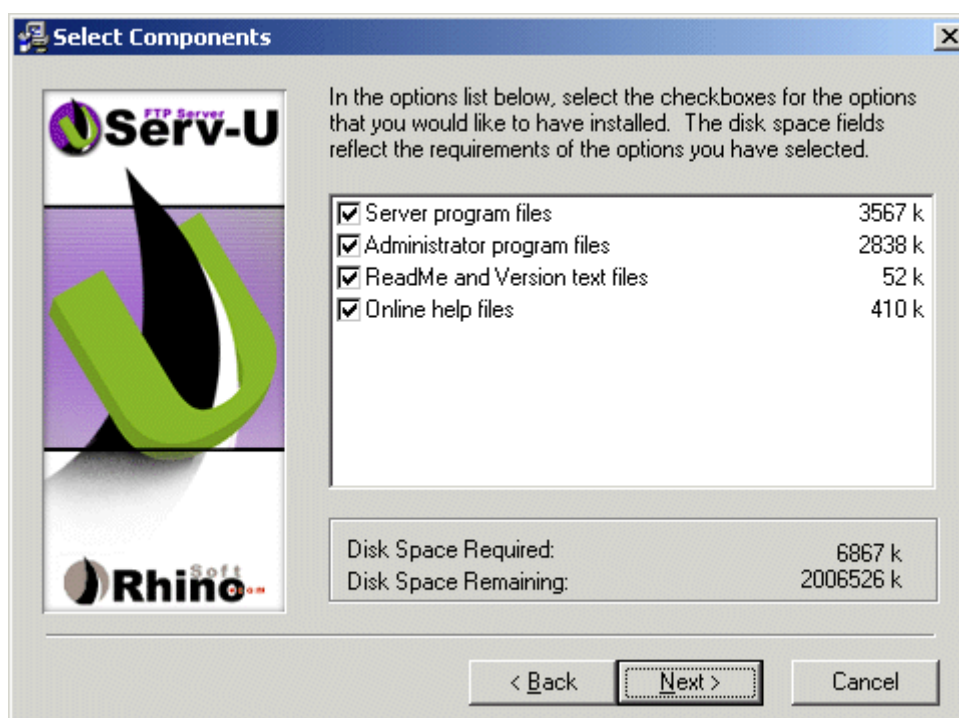 Select Components
FTP Server
Serv-U
In the options list below, select the checkboxes for the options
that you would like to have installed. The disk space fields
reflect the requirements of the options you have selected.
Server program files 3567 k
Administrator program files 2838 k
ReadMe and Version text files 52 k
Online help files 410 k
Disk Space Required: 6867 k
Disk Space Remaining: 2006526 k
Soft
Rhino
< Back Next > Cancel